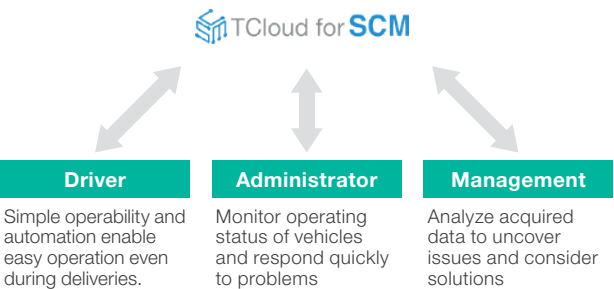 TCloud for SCM
Driver
Simple operability and
automation enable
easy operation even
during deliveries.
Administrator
Monitor operating
status of vehicles
and respond quickly
to problems
Management
Analyze acquired
data to uncover
issues and consider
solutions